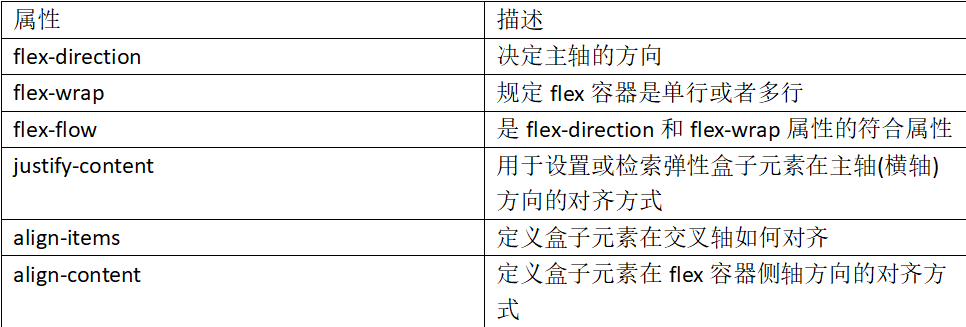 属性 描述
flex-direction 决定主轴的方向
flex-wrap 规定 flex 容器是单行或者多行
flex-flow 是 flex-direction 和 flex-wrap 属性的符合属性
justify-content 用于设置或检索弹性盒子元素在主轴(横轴)
方向的对齐方式
align-items 定义盒子元素在交叉轴如何对齐
align-content 定义盒子元素在 flex 容器侧轴方向的对齐方
式